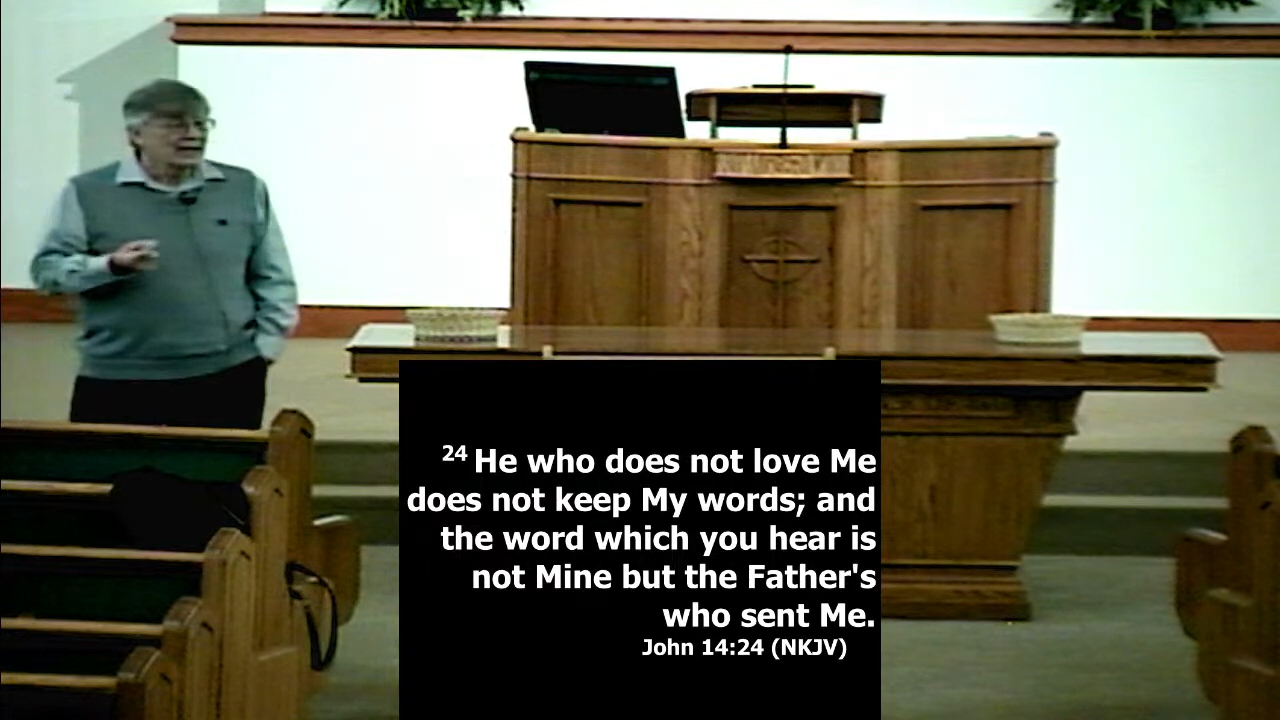 24 He who does not love Me
does not keep My words; and
the word which you hear is
not Mine but the Father's
who sent Me.
John 14:24 (NKJV)